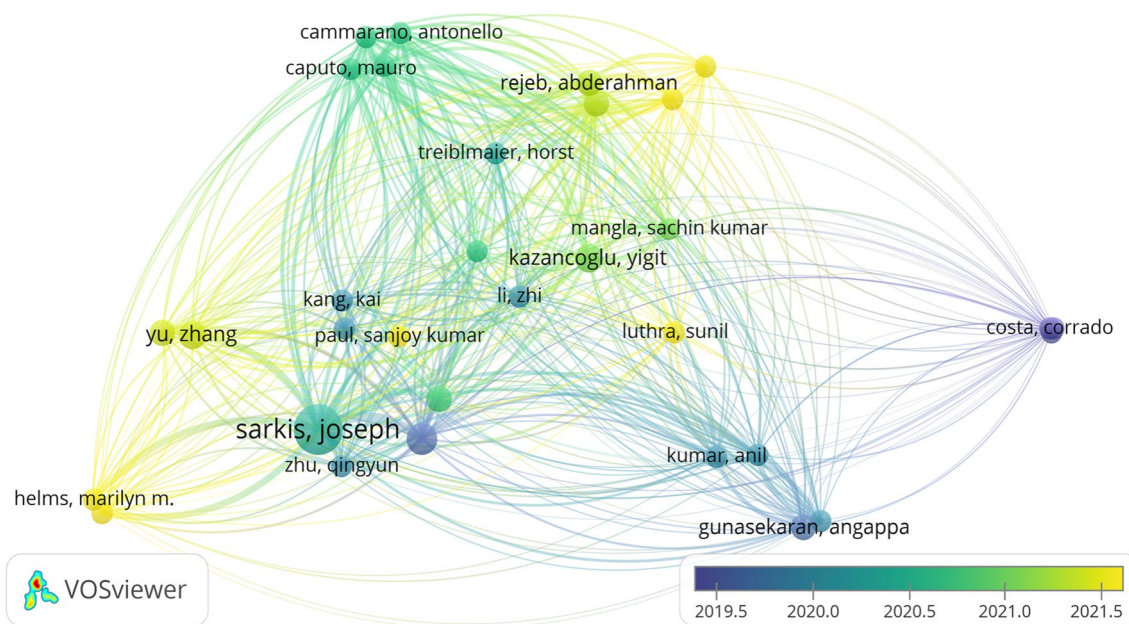 cammarano, antonello
caputo, mauro
rejeb, abderahman
treiblmaier, horst
mangla, sachin kumar
kazancoglu, yigit
kang, kai
li, zhi
yu, zhang
paul, sanjoy kumar
luthra, sunil
costa, corrado
sarkis, joseph
kumar, anil
zhu, qingyun
helms, marilyn m.
gunasekaran, angappa
VOSviewer
2019.5 2020.0 2020.5 2021.0 2021.5